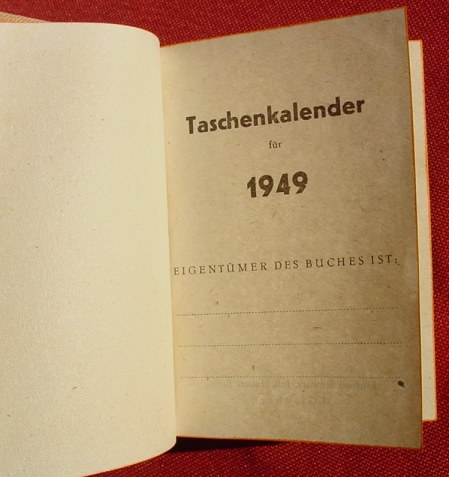 Taschenkalender
für
1949
EIGENTÜMER DES BUCHES IST: